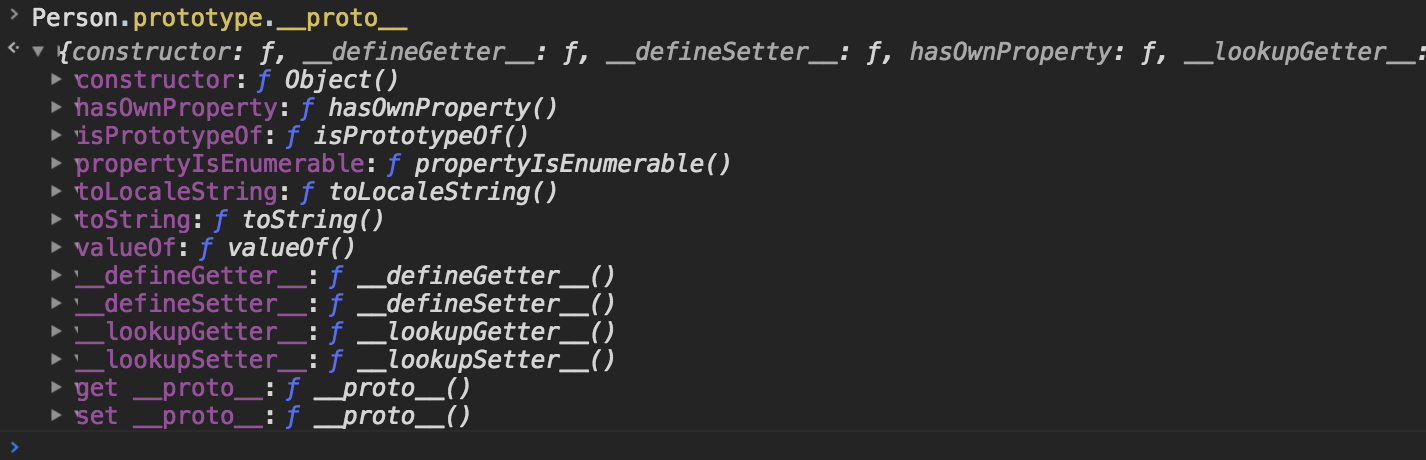 Person.prototype.__proto__
{constructor: ƒ, __defineGetter__: ƒ, __defineSetter__: ƒ, hasOwnProperty: ƒ, __lookupGetter__:
constructor: ƒ Object()
hasOwnProperty: ƒ hasOwnProperty()
isPrototypeOf: ƒ isPrototypeOf()
propertyIsEnumerable: ƒ propertyIsEnumerable()
toLocaleString: ƒ toLocaleString()
toString: ƒ toString()
valueOf: ƒ valueOf()
__defineGetter__: ƒ __defineGetter__()
__defineSetter__: ƒ __defineSetter__()
__lookupGetter__: ƒ __lookupGetter__()
__lookupSetter__: ƒ __lookupSetter__()
get __proto__: ƒ __proto__()
set __proto__: ƒ __proto__()